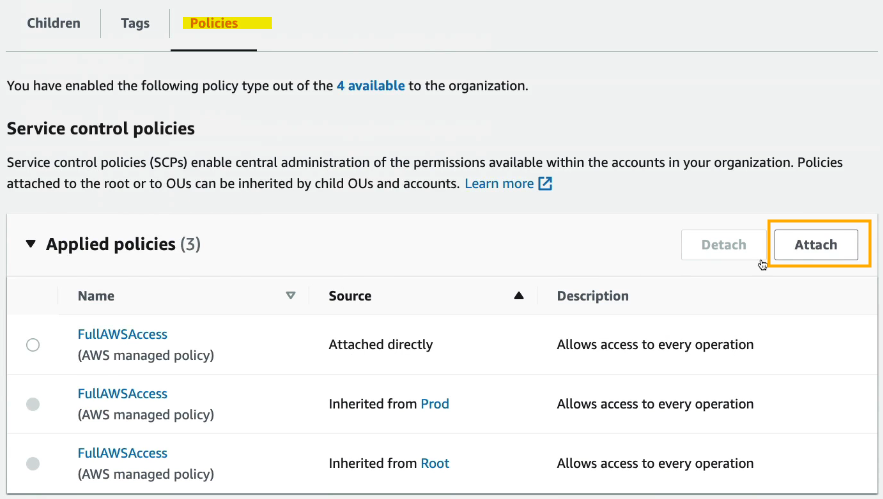 Children Tags Policies
You have enabled the following policy type out of the 4 available to the organization.
Service control policies
Service control policies (SCPs) enable central administration of the permissions available within the accounts in your organization. Policies
attached to the root or to OUs can be inherited by child OUs and accounts. Learn more
Applied policies (3) Detach Attach
Name Source Description
FullAWSAccess
(AWS managed policy)
Attached directly
Allows access to every operation
FullAWSAccess
(AWS managed policy)
Inherited from Prod
Allows access to every operation
FullAWSAccess
(AWS managed policy)
Inherited from Root
Allows access to every operation